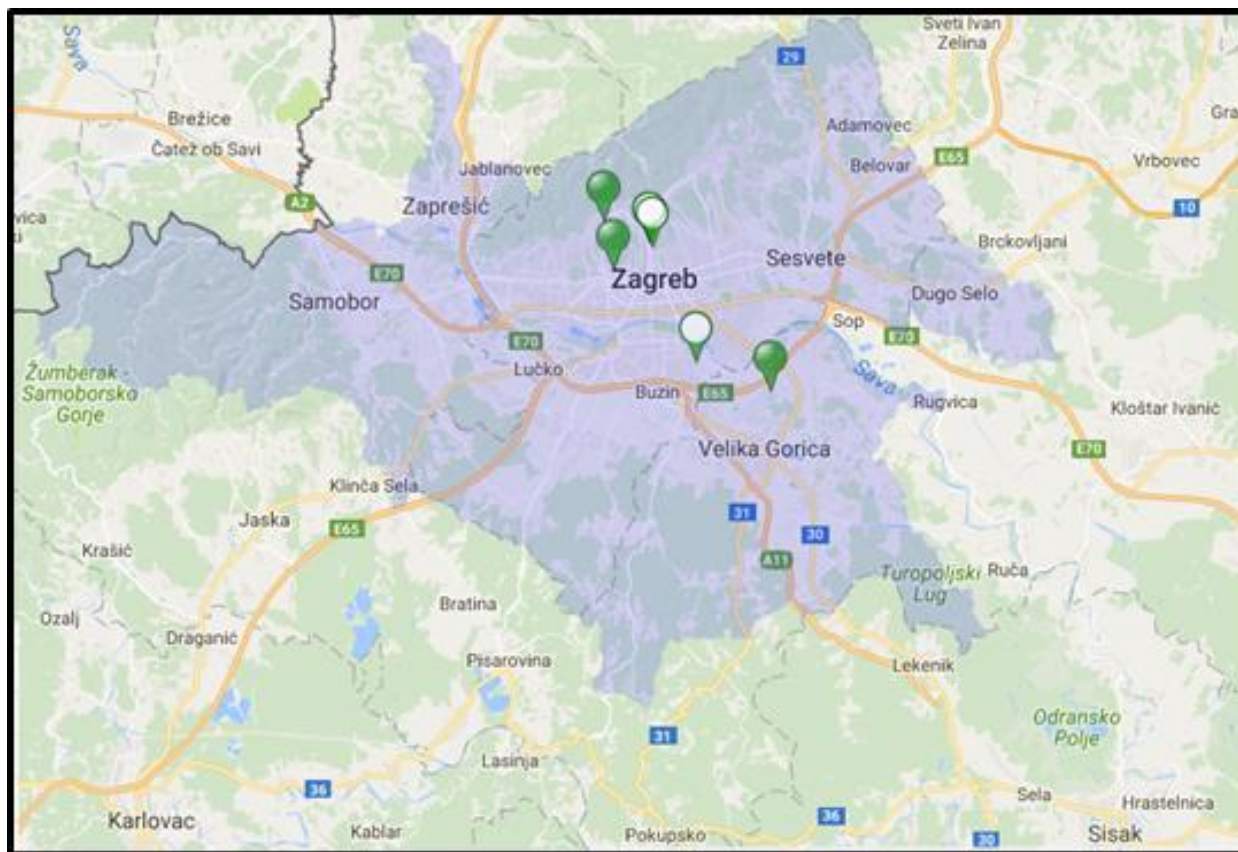 Sava
Sveti Ivan
Zelina
29
Brežice
Gra
Adamovec
Čatež ob Savi
E65
Vrbovec
Jablanovec
Belovar
A2
Zaprešić
10
vica
Brckovljani
Sesvete
E70
Zagreb
Samobor
Dugo Selo
Sop
E70
E70
Lučko
Žumberak -
Samoborsko
Gorje
Sava
Buzin
E65
Rugvica
Kloštar Ivanić
Velika Gorica
E70
Klinča Sela
31
Jaska
E65
30
Krašić
A11
Turopoljski
Lug
Ruča
Bratina
Ozalj
Draganić
Pisarovina
Lekenik
Odransko
Polje
31
Lasinja
36
Sela
Hrastelnica
Karlovac
36
Kablar
Pokupsko
30
Sisak